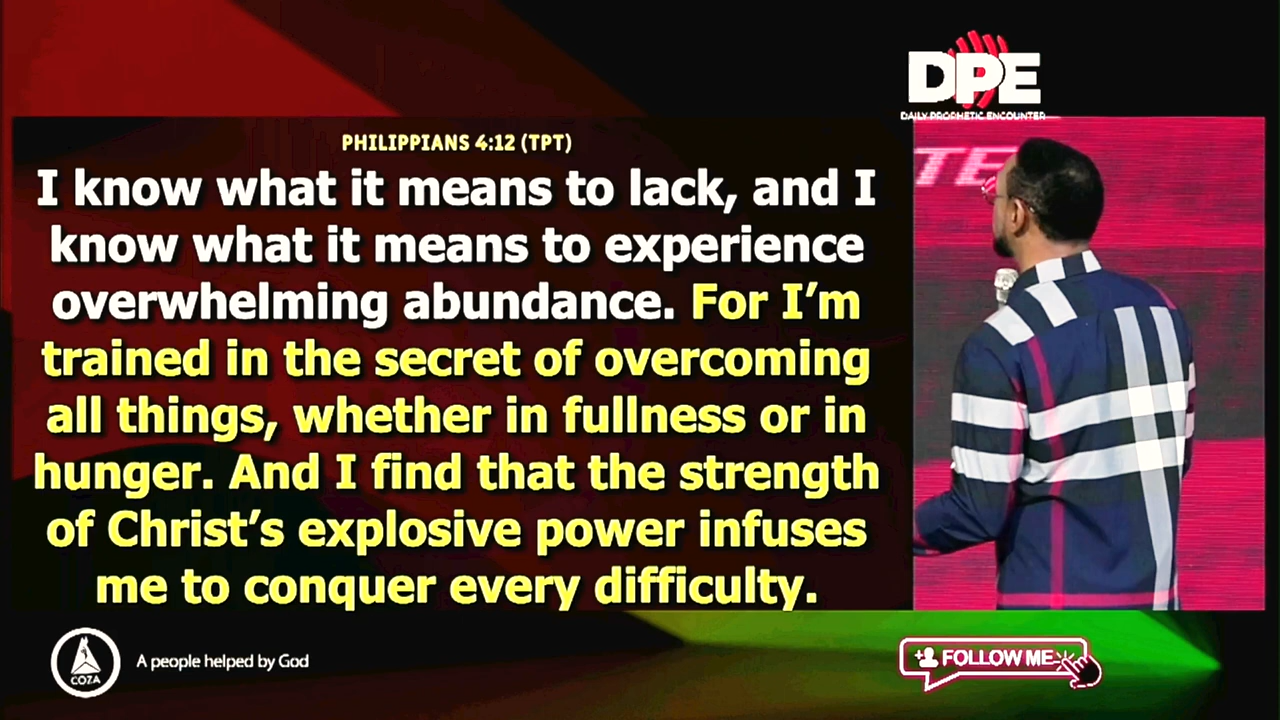 DPE
DAILY PROPHETIC ENCOUNTER
PHILIPPIANS 4:12 (TPT)
I know what it means to lack, and I
know what it means to experience
overwhelming abundance. For I’m
trained in the secret of overcoming
all things, whether in fullness or in
hunger. And I find that the strength
of Christ’s explosive power infuses
me to conquer every difficulty.
TE
COZA
A people helped by God
FOLLOW ME